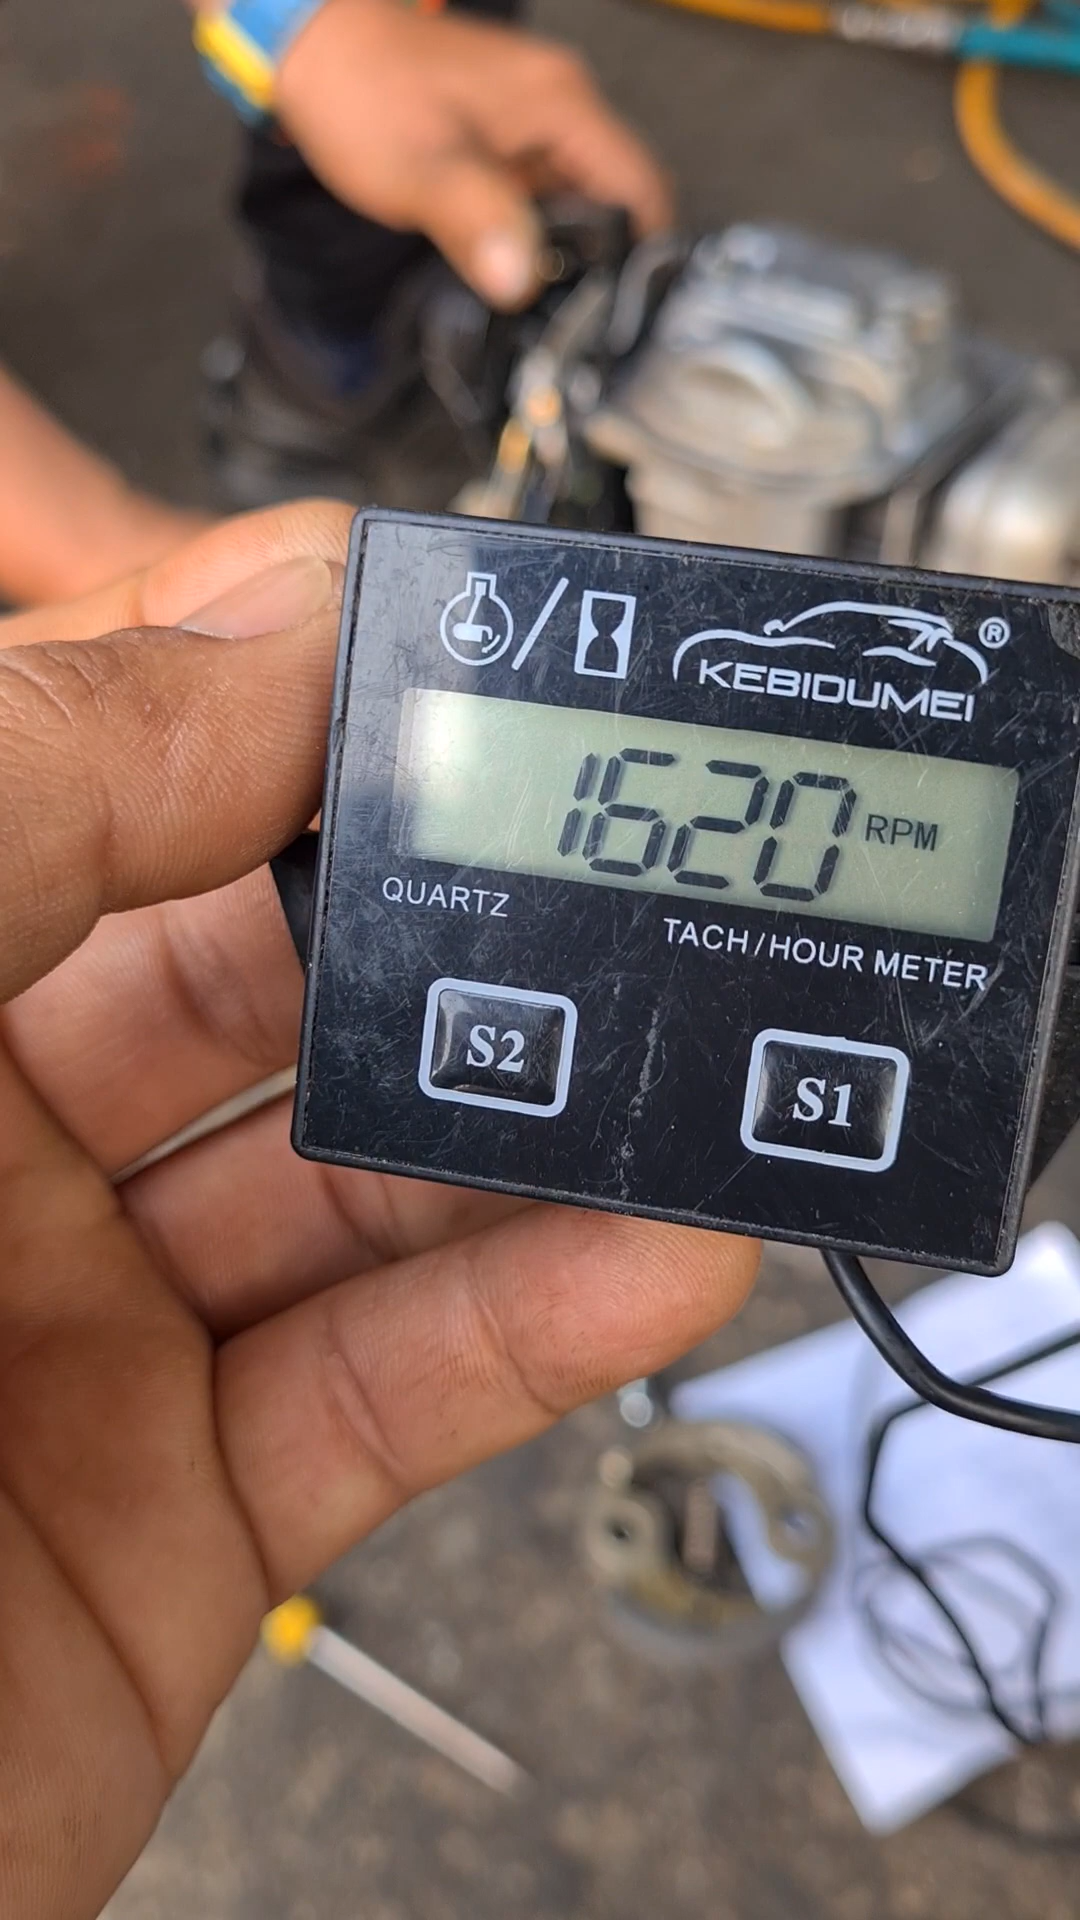 KEBIDUMEI®
1620 RPM
QUARTZ
TACH/HOUR METER
S2
S1